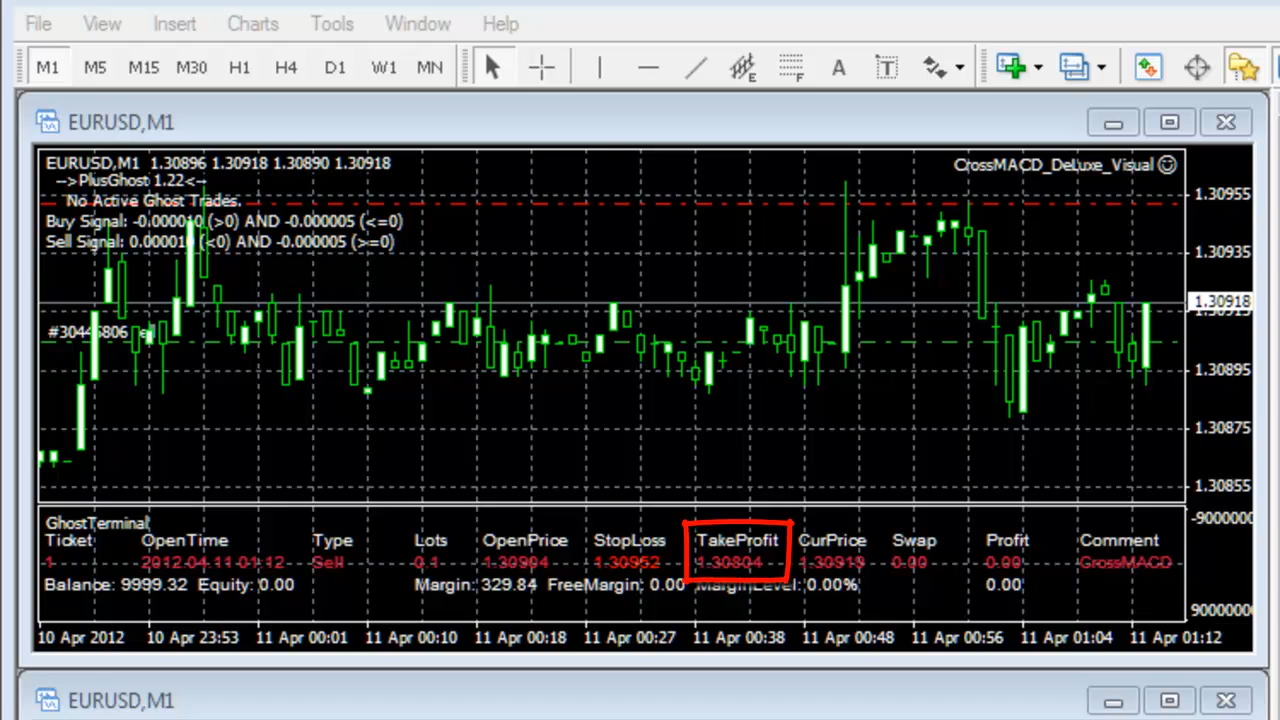 File View Insert Charts Tools Window Help
M1 M5 M15 M30 H1 H4 D1 W1 MN E F A T
EURUSD,M1
EURUSD,M1 1.30896 1.30918 1.30890 1.30918
CrossMACD_DeLuxe_Visual☺
-->PlusGhost 1.22<--
No Active Ghost Trades.
Buy Signal: -0.000010 (>0) AND -0.000005 (<=0)
Sell Signal: 0.000010 (<0) AND -0.000005 (>=0)
1.30955
1.30935
1.30918
1.30915
1.30895
1.30875
1.30855
GhostTerminal
-9000000
Ticket OpenTime Type Lots OpenPrice StopLoss TakeProfit CurPrice Swap Profit Comment
1 2012.04.11 01:12 Sell 0.1 1.30904 1.30952 1.30804 1.30919 0.00 0.00 CrossMACD
Balance: 9999.32 Equity: 0.00 Margin: 329.84 FreeMargin: 0.00 MarginLevel: 0.00% 0.00
90000000
10 Apr 2012 10 Apr 23:53 11 Apr 00:01 11 Apr 00:10 11 Apr 00:18 11 Apr 00:27 11 Apr 00:38 11 Apr 00:48 11 Apr 00:56 11 Apr 01:04 11 Apr 01:12
EURUSD,M1